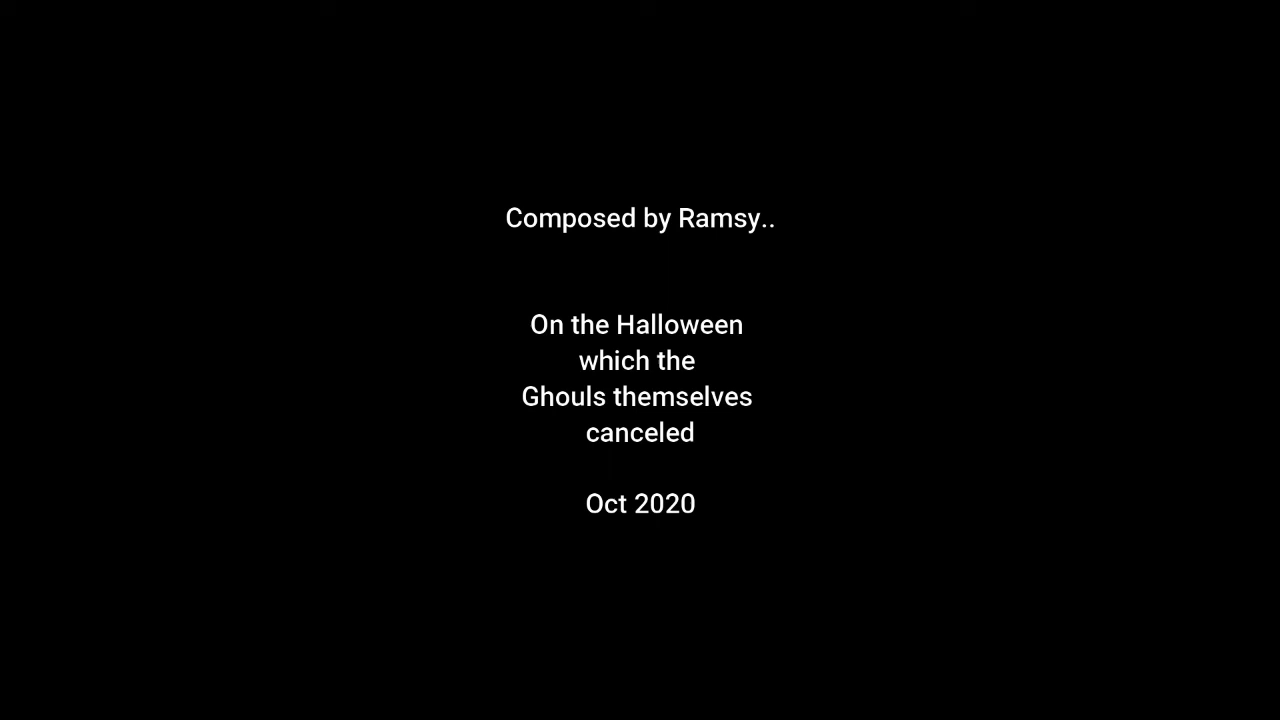 Composed by Ramsy..
On the Halloween
which the
Ghouls themselves
canceled
Oct 2020